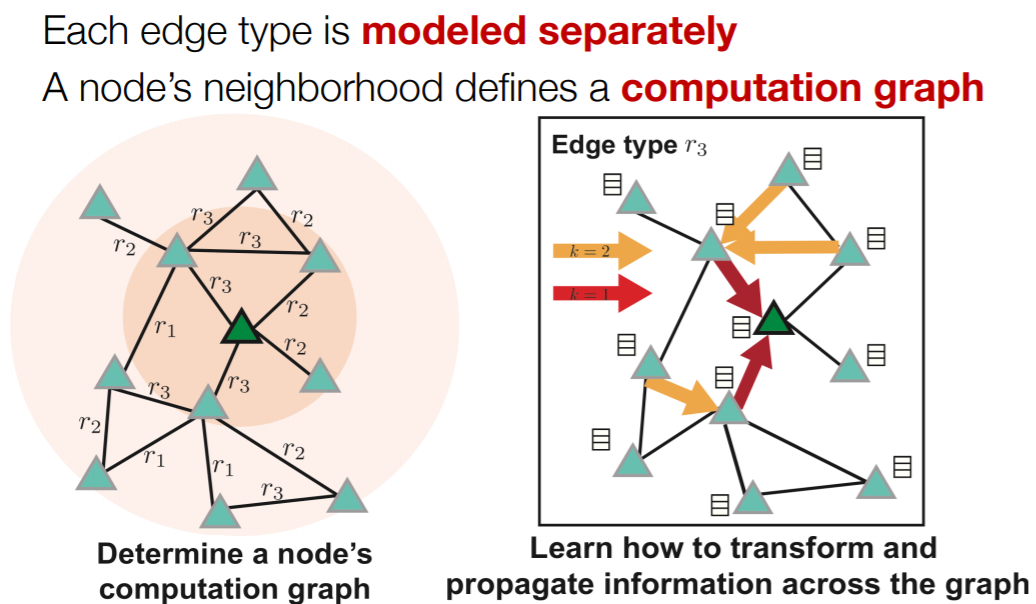 Each edge type is modeled separately
A node's neighborhood defines a computation graph
r₃
r₂
r₂
r₃
r₃
r₂
r₁
r₂
r₃
r₃
r₂
r₁
r₁
r₂
r₃
Determine a node's
computation graph
Edge type r₃
k = 2
k = 1
Learn how to transform and
propagate information across the graph